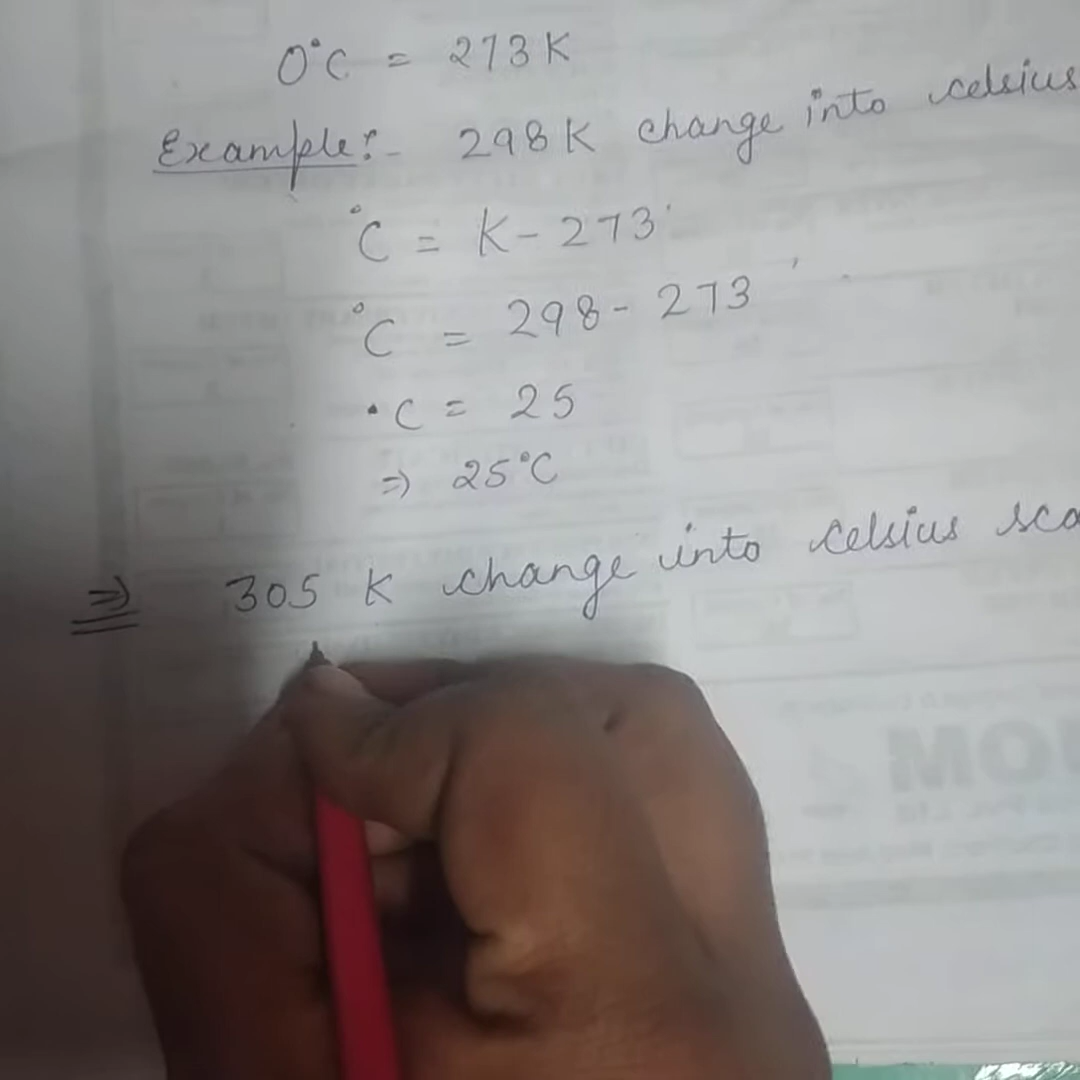 0°C = 273 K
Example:- 298 K change into celsius
°C = K - 273
°C = 298 - 273
°C = 25
⇒ 25°C
⇒ 305 K change into celsius